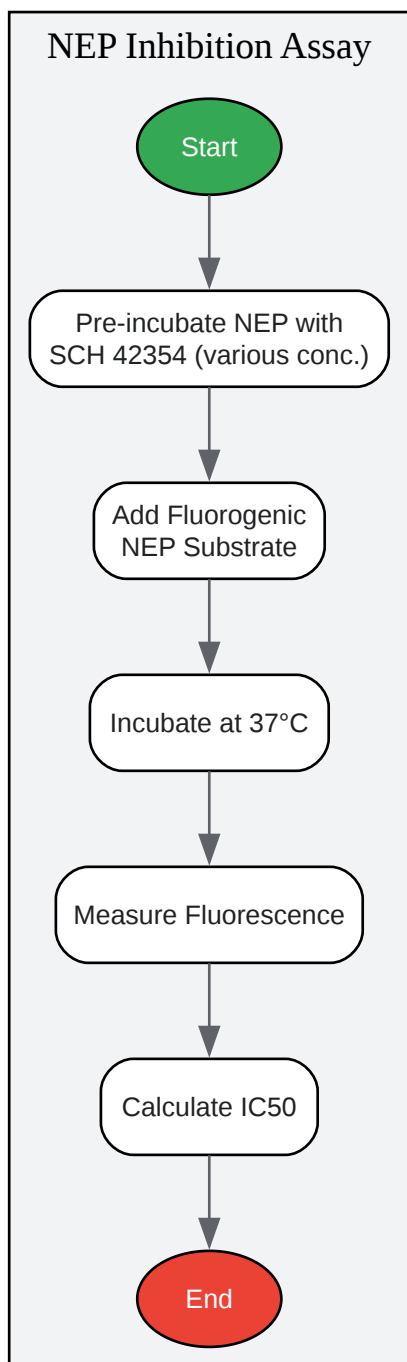 NEP Inhibition Assay
Start
Pre-incubate NEP with
SCH 42354 (various conc.)
Add Fluorogenic
NEP Substrate
Incubate at 37°C
Measure Fluorescence
Calculate IC50
End